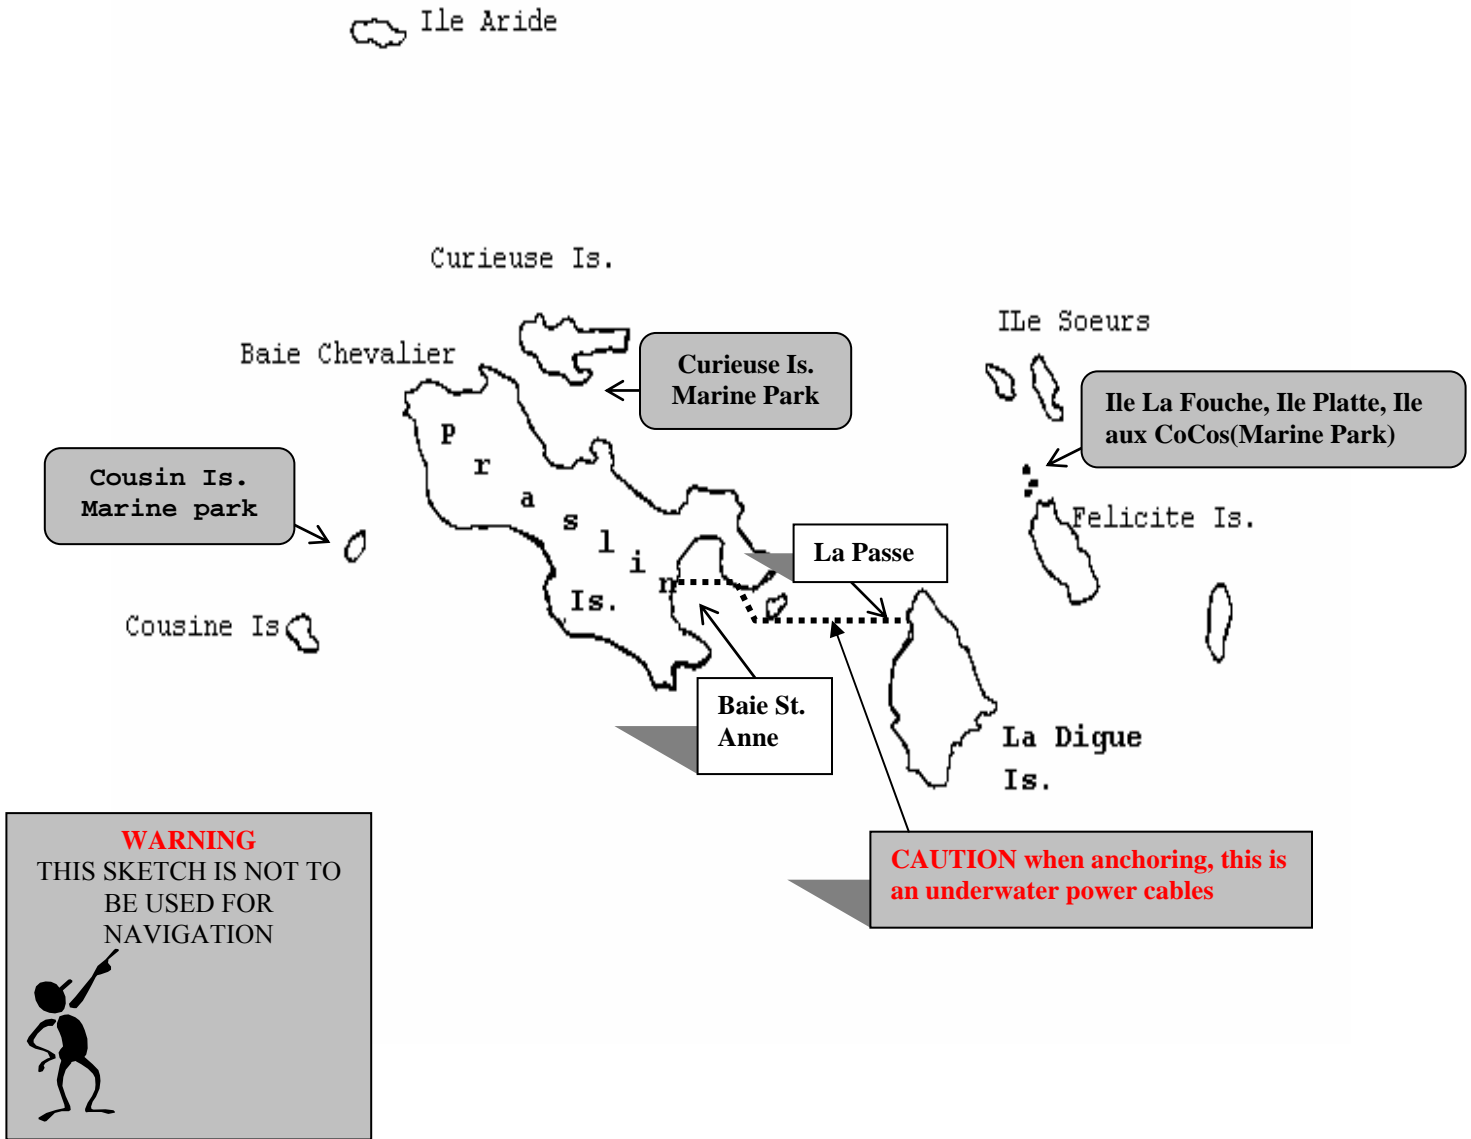 Ile Aride
Curieuse Is.
ILe Soeurs
Baie Chevalier
Curieuse Is.
Marine Park
Ile La Fouche, Ile Platte, Ile
aux CoCos(Marine Park)
Cousin Is.
Marine park
Praslin
Is.
Felicite Is.
La Passe
Cousine Is
Baie St.
Anne
La Digue
Is.
WARNING
THIS SKETCH IS NOT TO
BE USED FOR
NAVIGATION
CAUTION when anchoring, this is
an underwater power cables